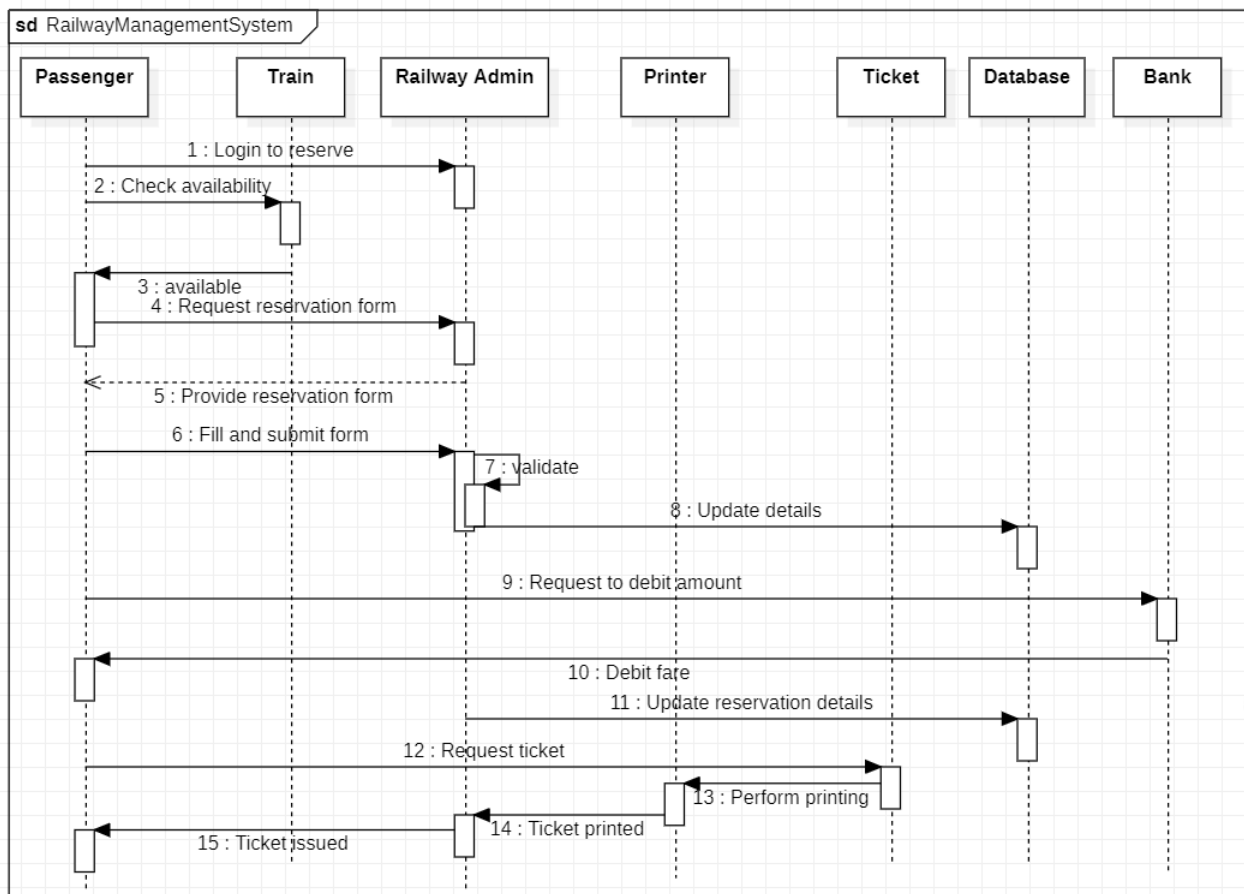 sd RailwayManagementSystem
Passenger
Train
Railway Admin
Printer
Ticket
Database
Bank
1 : Login to reserve
2 : Check availability
3 : available
4 : Request reservation form
5 : Provide reservation form
6 : Fill and submit form
7 : validate
8 : Update details
9 : Request to debit amount
10 : Debit fare
11 : Update reservation details
12 : Request ticket
13 : Perform printing
14 : Ticket printed
15 : Ticket issued